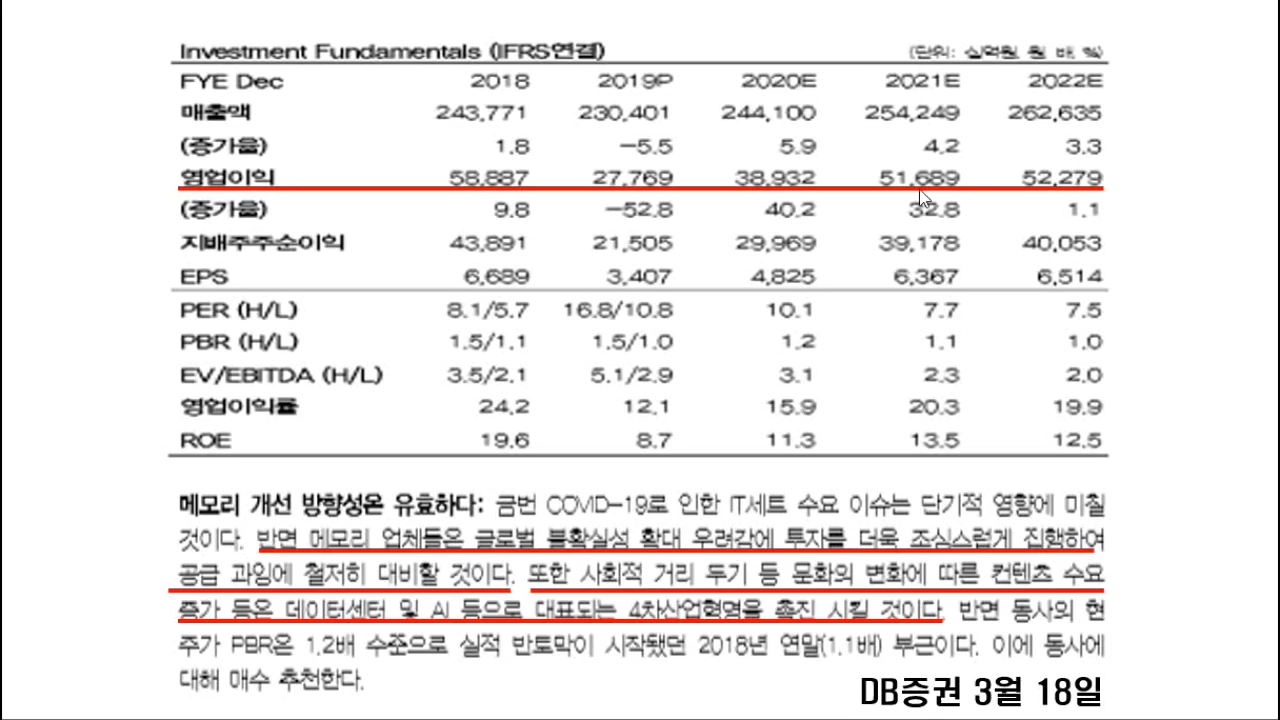 Investment Fundamentals (IFRS연결) (단위: 십억원, 원, 배, %)
FYE Dec 2018 2019P 2020E 2021E 2022E
매출액 243,771 230,401 244,100 254,249 262,635
(증가율) 1.8 -5.5 5.9 4.2 3.3
영업이익 58,887 27,769 38,932 51,689 52,279
(증가율) 9.8 -52.8 40.2 32.8 1.1
지배주주순이익 43,891 21,505 29,969 39,178 40,053
EPS 6,689 3,407 4,825 6,367 6,514
PER (H/L) 8.1/5.7 16.8/10.8 10.1 7.7 7.5
PBR (H/L) 1.5/1.1 1.5/1.0 1.2 1.1 1.0
EV/EBITDA (H/L) 3.5/2.1 5.1/2.9 3.1 2.3 2.0
영업이익률 24.2 12.1 15.9 20.3 19.9
ROE 19.6 8.7 11.3 13.5 12.5
메모리 개선 방향성은 유효하다: 금번 COVID-19로 인한 IT세트 수요 이슈는 단기적 영향에 미칠
것이다. 반면 메모리 업체들은 글로벌 불확실성 확대 우려감에 투자를 더욱 조심스럽게 집행하여
공급 과잉에 철저히 대비할 것이다. 또한 사회적 거리 두기 등 문화의 변화에 따른 컨텐츠 수요
증가 등은 데이터센터 및 AI 등으로 대표되는 4차산업혁명을 촉진 시킬 것이다. 반면 동사의 현
주가 PBR은 1.2배 수준으로 실적 반토막이 시작됐던 2018년 연말(1.1배) 부근이다. 이에 동사에
대해 매수 추천한다.
DB증권 3월 18일